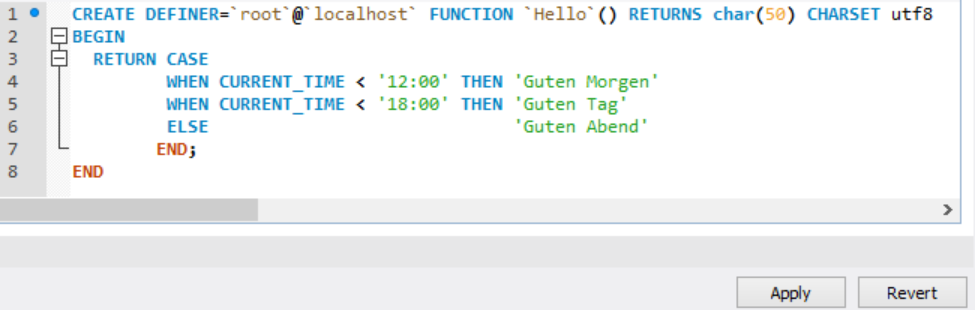 1 CREATE DEFINER=`root`@`localhost` FUNCTION `Hello`() RETURNS char(50) CHARSET utf8
2 BEGIN
3 RETURN CASE
4 WHEN CURRENT_TIME < '12:00' THEN 'Guten Morgen'
5 WHEN CURRENT_TIME < '18:00' THEN 'Guten Tag'
6 ELSE 'Guten Abend'
7 END;
8 END
Apply Revert